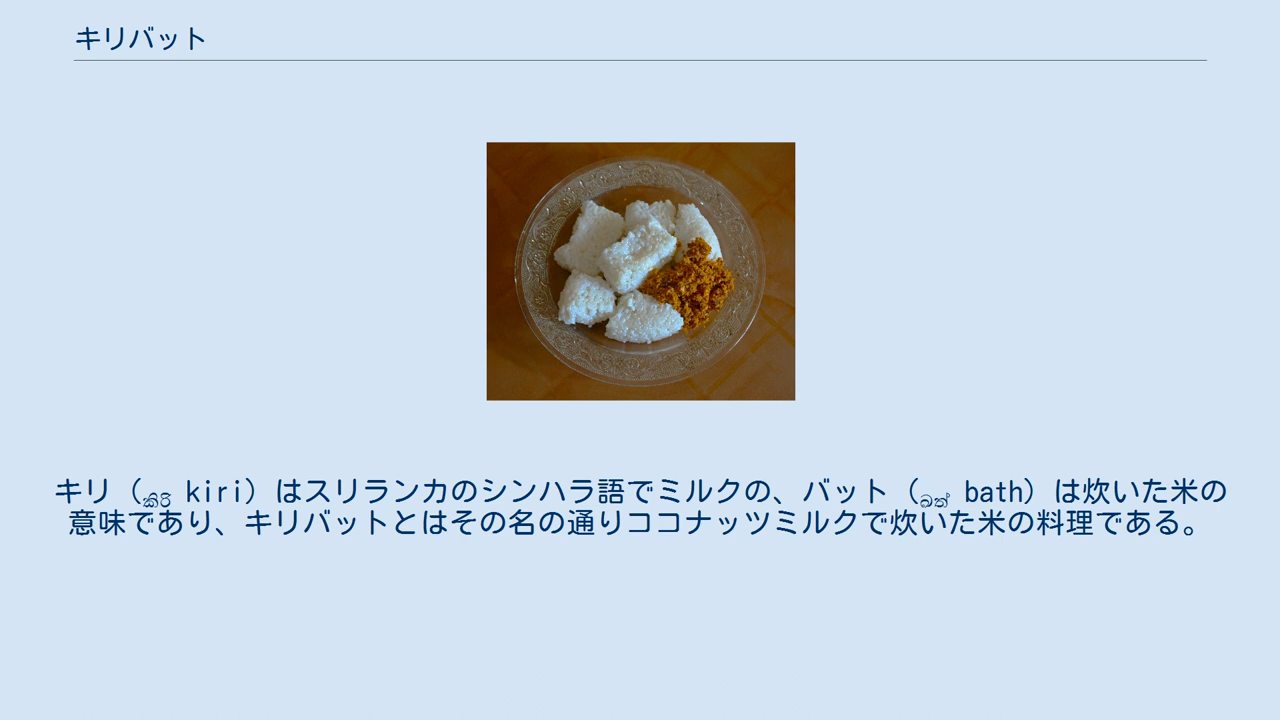 キリバット
キリ（කිරි kiri）はスリランカのシンハラ語でミルクの、バット（බත් bath）は炊いた米の
意味であり、キリバットとはその名の通りココナッツミルクで炊いた米の料理である。